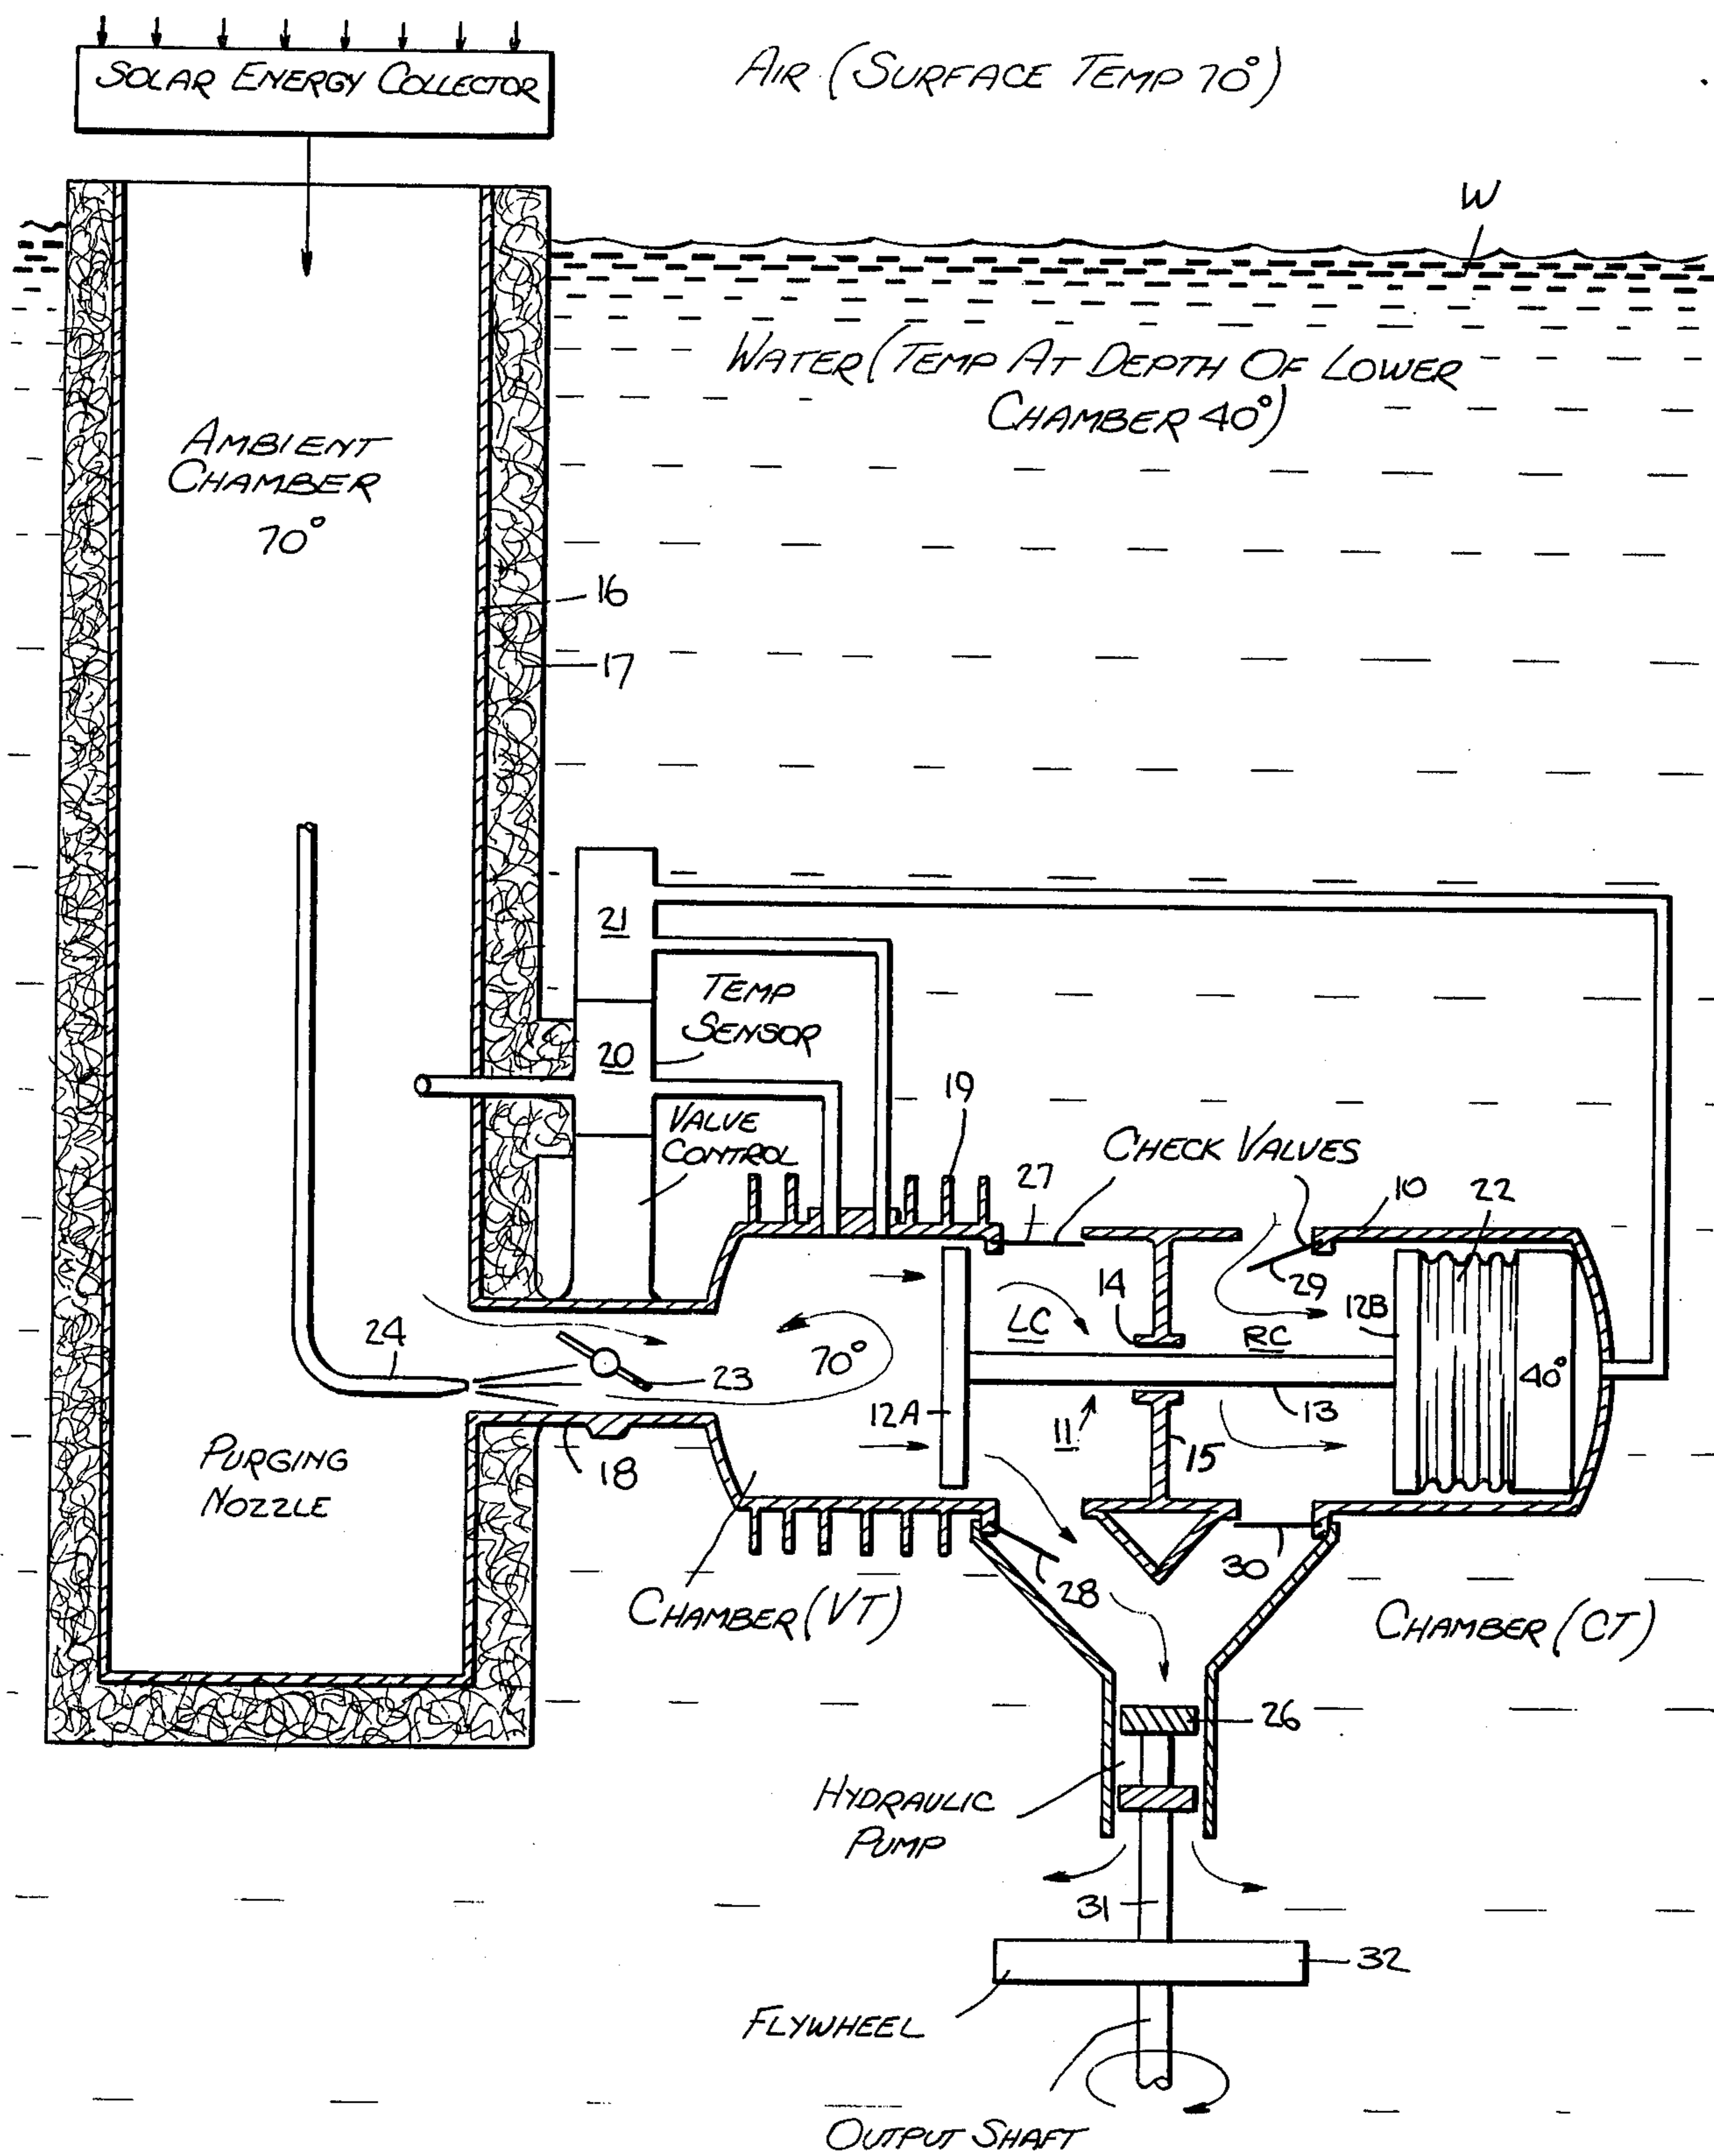 SOLAR ENERGY COLLECTOR
AIR (SURFACE TEMP 70°)
W
WATER (TEMP AT DEPTH OF LOWER
CHAMBER 40°)
AMBIENT
CHAMBER
70°
16
17
21
TEMP
SENSOR
20
VALVE
CONTROL
19
CHECK VALVES
27
10
22
29
14
LC
RC
12B
24
70°
23
40°
12A
11
13
15
18
PURGING
NOZZLE
30
28
CHAMBER (VT)
CHAMBER (CT)
26
HYDRAULIC
PUMP
31
32
FLYWHEEL
OUTPUT SHAFT